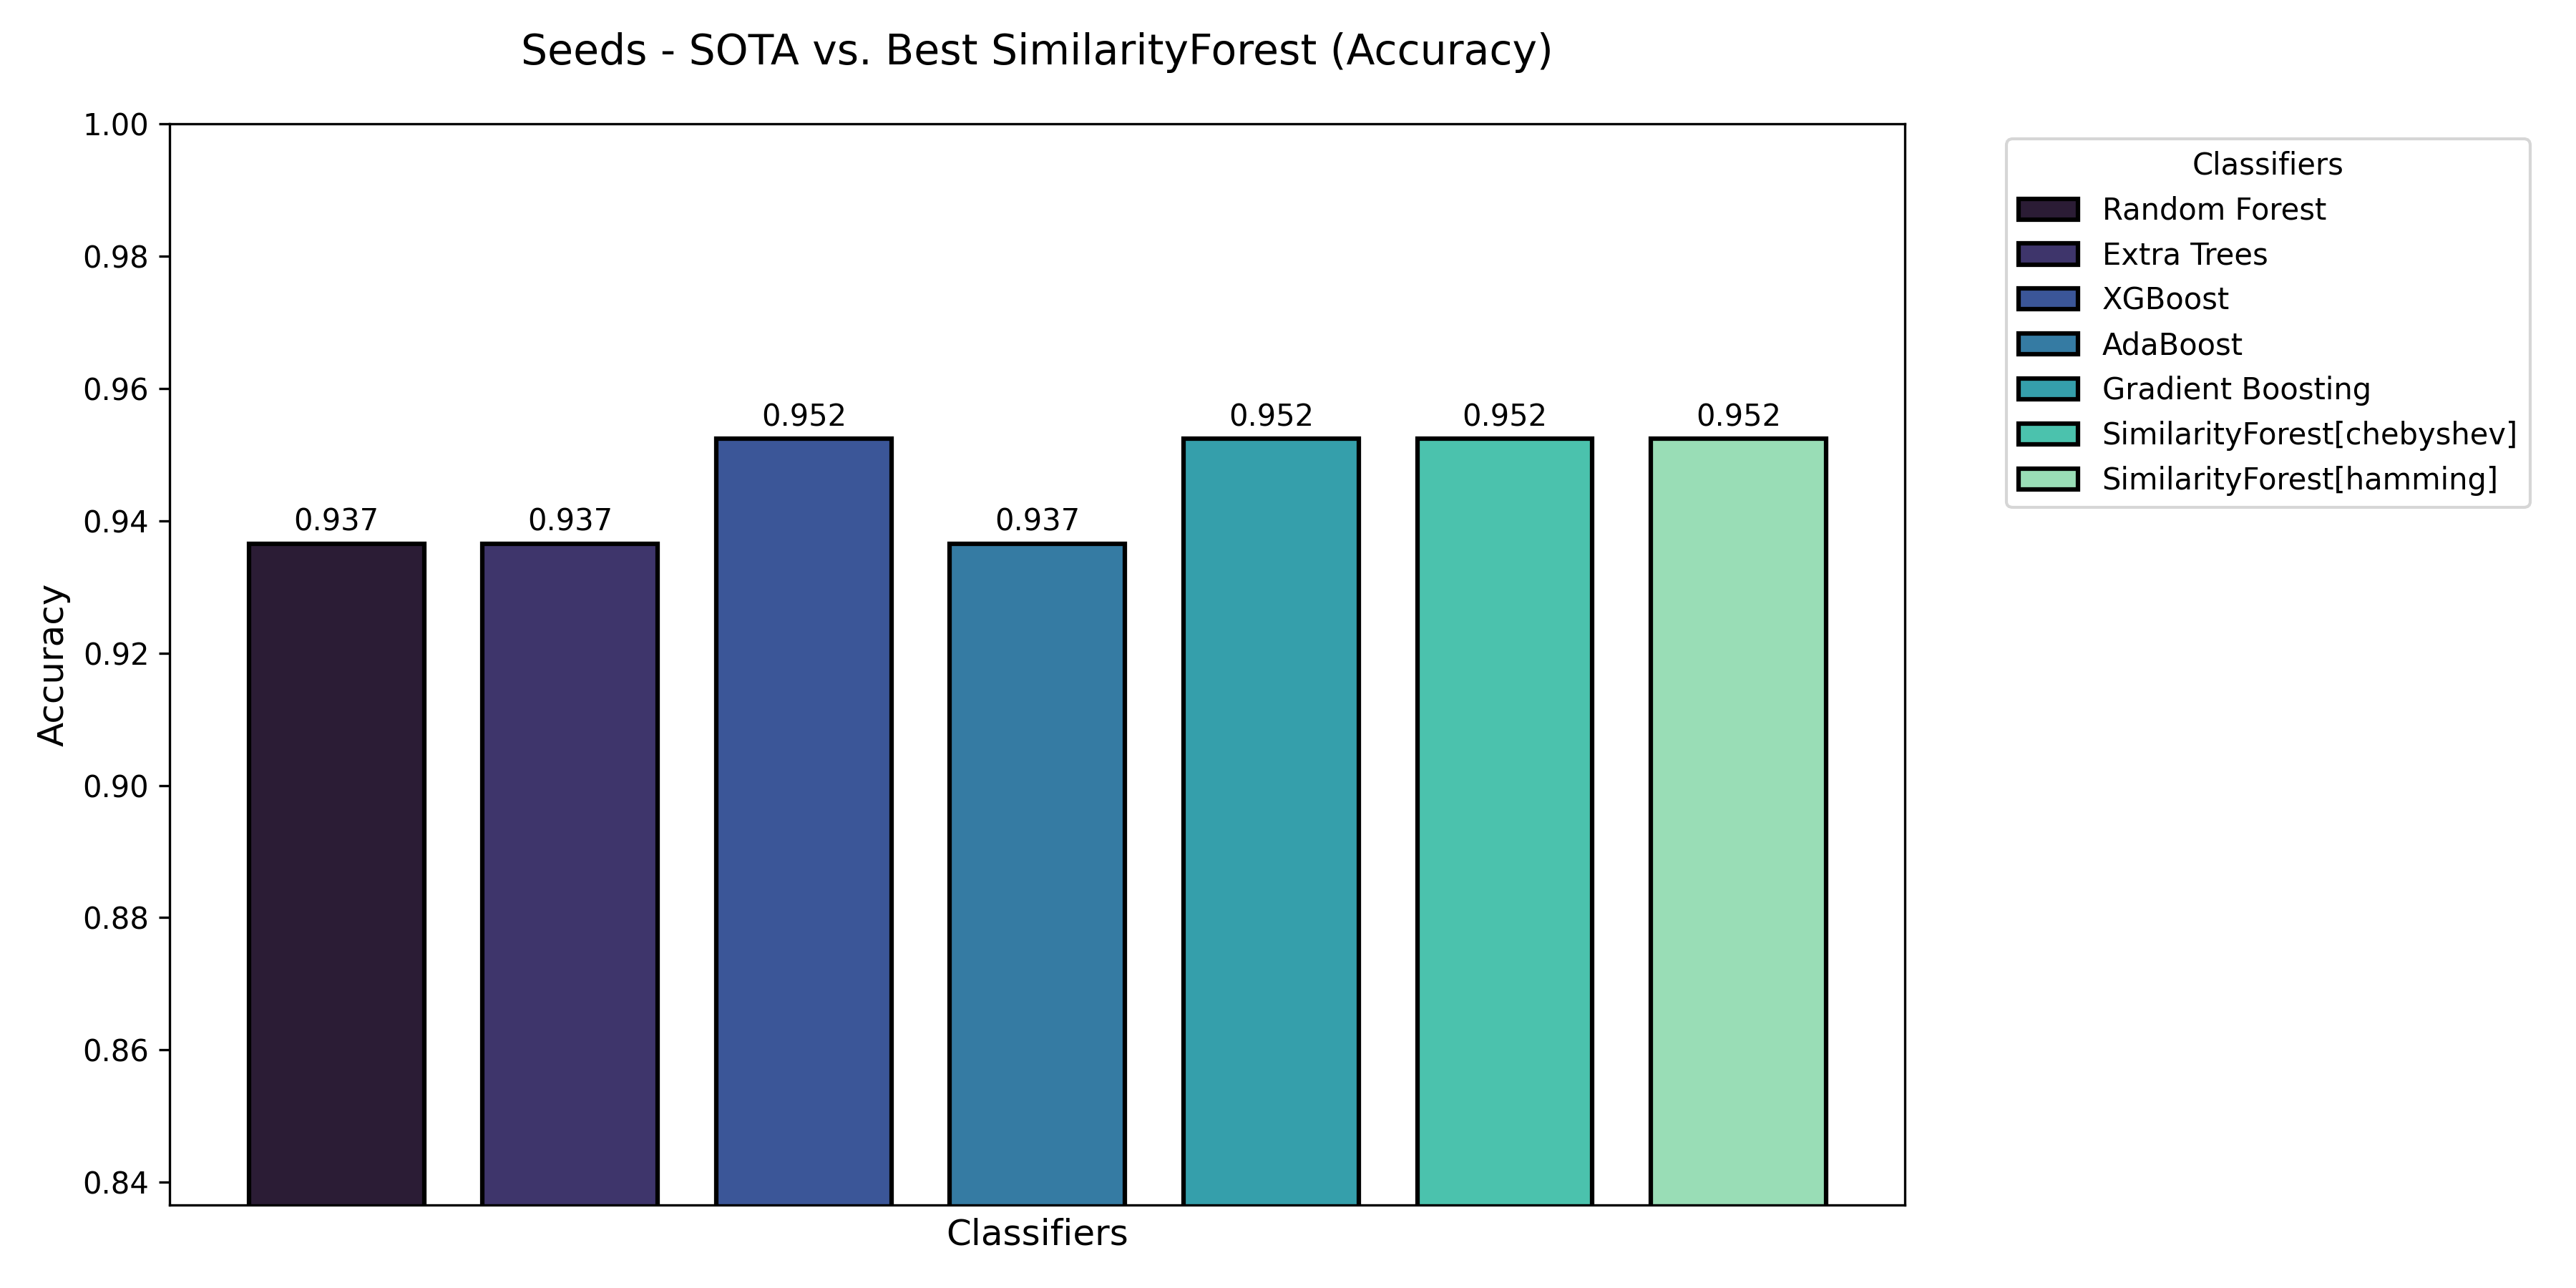 Seeds - SOTA vs. Best SimilarityForest (Accuracy)
1.00
0.98
0.96
0.94
0.92
0.90
0.88
0.86
0.84
Accuracy
0.937
0.937
0.952
0.937
0.952
0.952
0.952
Classifiers
Classifiers
Random Forest
Extra Trees
XGBoost
AdaBoost
Gradient Boosting
SimilarityForest[chebyshev]
SimilarityForest[hamming]